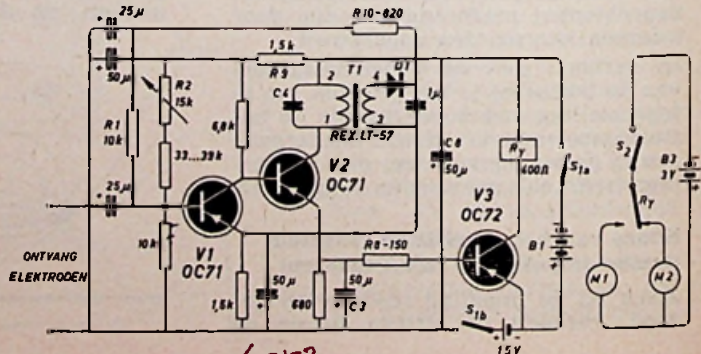 25µ
R10-820
50µ
R2
15k
1,5k
R9
2
T1
4
D1
C4
1µ
R1
10k
6,8k
1
3
REX.LT-57
33...39k
V2
OC71
C8
50µ
RY
400Ω
S1a
S2
B3
3V
25µ
V3
OC72
RY
B1
ONTVANG
ELEKTRODEN
10k
V1
OC71
R8-150
M1
M2
50µ
50µ
1,5k
680
C3
S1b
1,5V